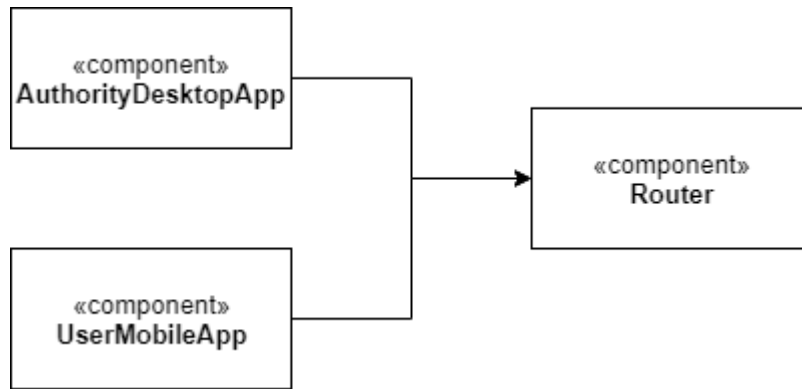 «component»
AuthorityDesktopApp
«component»
Router
«component»
UserMobileApp